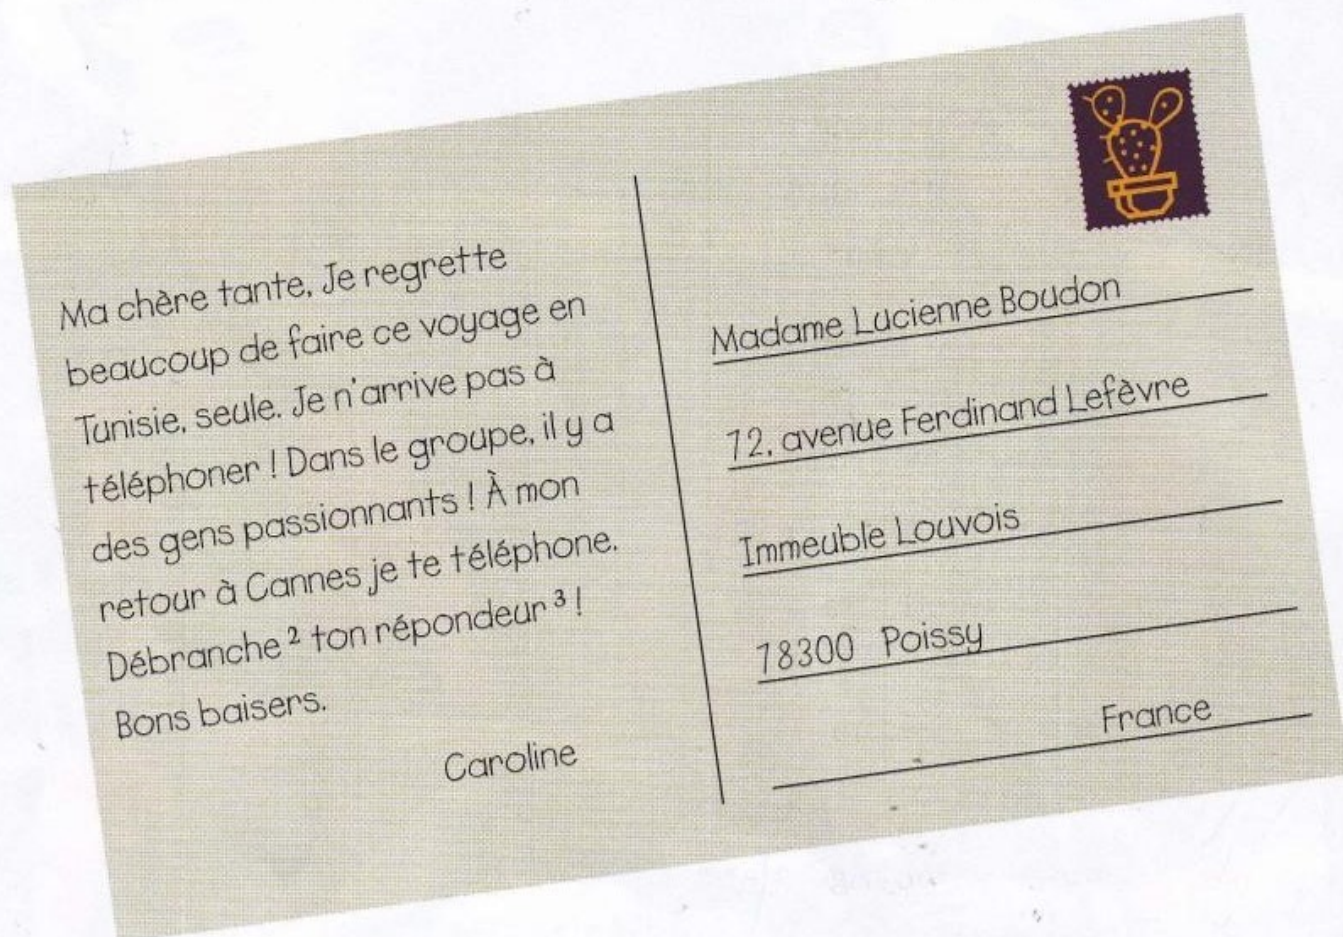 Ma chère tante, Je regrette
beaucoup de faire ce voyage en
Tunisie, seule. Je n'arrive pas à
téléphoner ! Dans le groupe, il y a
des gens passionnants ! À mon
retour à Cannes je te téléphone.
Débranche ² ton répondeur ³ !
Bons baisers.
Caroline
Madame Lucienne Boudon
72, avenue Ferdinand Lefèvre
Immeuble Louvois
78300 Poissy
France